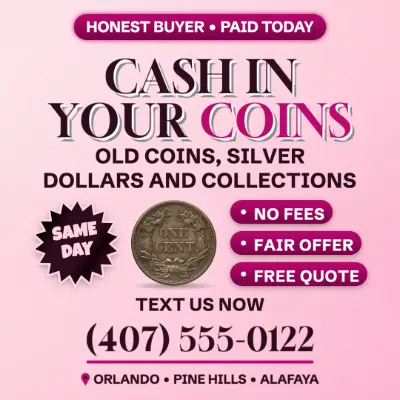 HONEST BUYER • PAID TODAY
CASH IN
YOUR COINS
OLD COINS, SILVER
DOLLARS AND COLLECTIONS
SAME
DAY
ONE
CENT
• NO FEES
• FAIR OFFER
• FREE QUOTE
TEXT US NOW
(407) 555-0122
ORLANDO • PINE HILLS • ALAFAYA